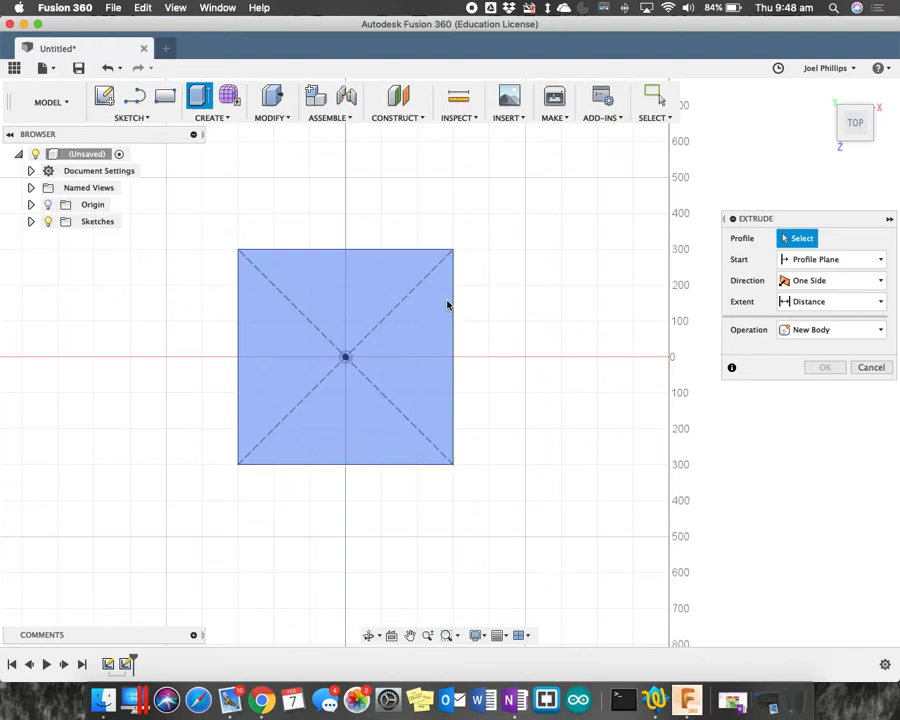 Fusion 360 File Edit View Window Help 84% Thu 9:48 am
Autodesk Fusion 360 (Education License)
Untitled*
Joel Phillips
MODEL SKETCH CREATE MODIFY ASSEMBLE CONSTRUCT INSPECT INSERT MAKE ADD-INS SELECT
BROWSER
(Unsaved)
Document Settings
Named Views
Origin
Sketches
Y X
TOP
Z
700
600
500
400
300
200
100
0
100
200
300
400
500
600
700
800
EXTRUDE
Profile Select
Start Profile Plane
Direction One Side
Extent Distance
Operation New Body
OK Cancel
COMMENTS